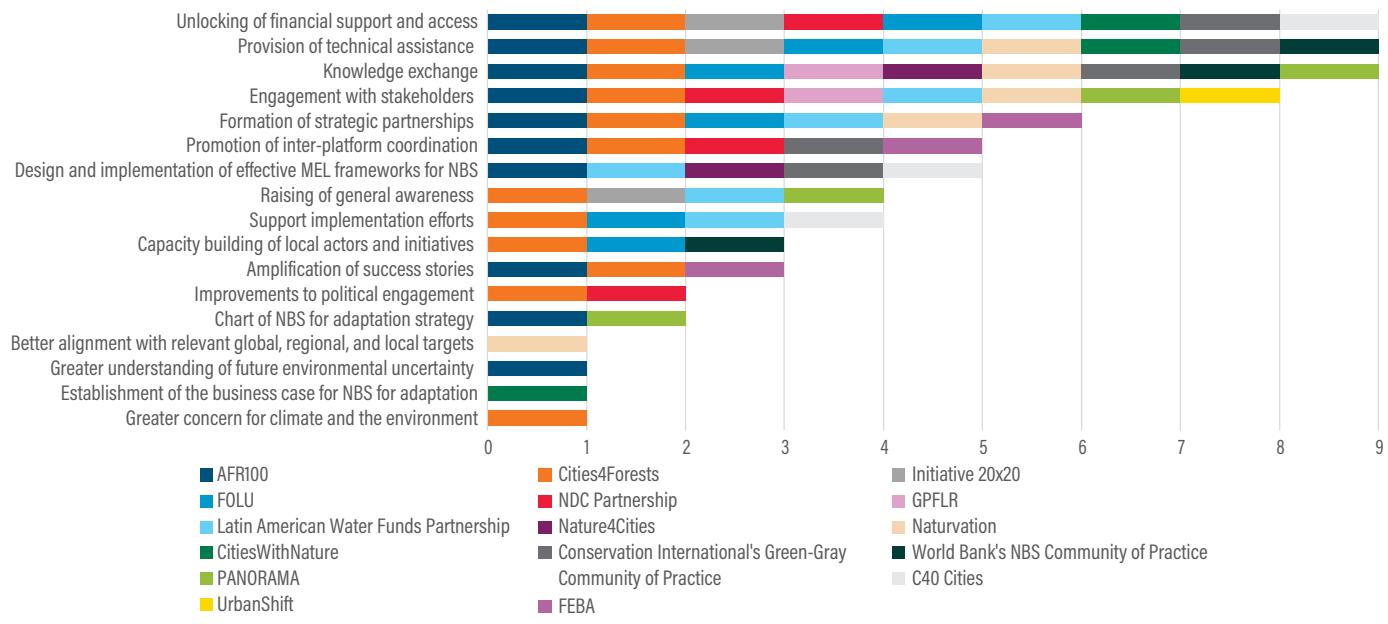 Unlocking of financial support and access
Provision of technical assistance
Knowledge exchange
Engagement with stakeholders
Formation of strategic partnerships
Promotion of inter-platform coordination
Design and implementation of effective MEL frameworks for NBS
Raising of general awareness
Support implementation efforts
Capacity building of local actors and initiatives
Amplification of success stories
Improvements to political engagement
Chart of NBS for adaptation strategy
Better alignment with relevant global, regional, and local targets
Greater understanding of future environmental uncertainty
Establishment of the business case for NBS for adaptation
Greater concern for climate and the environment
0 1 2 3 4 5 6 7 8 9
AFR100 Cities4Forests Initiative 20x20
FOLU NDC Partnership GPFLR
Latin American Water Funds Partnership Nature4Cities Naturvation
CitiesWithNature Conservation International's Green-Gray World Bank's NBS Community of Practice
PANORAMA Community of Practice C40 Cities
UrbanShift FEBA